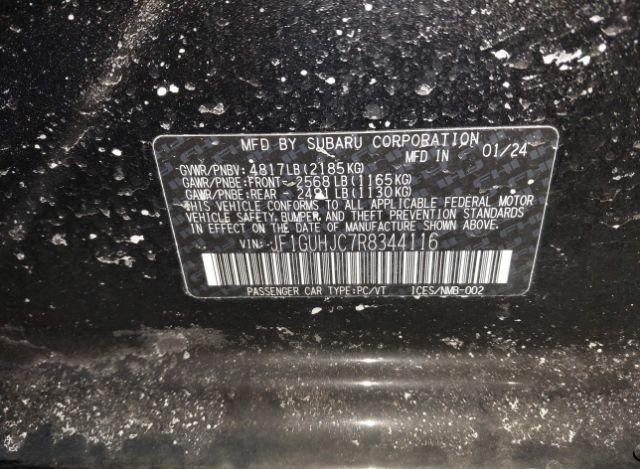 MFD BY SUBARU CORPORATION
MFD IN 01/24
GVWR/PNBV: 4817LB(2185KG)
GAWR/PNBE:FRONT- 2568LB(1165KG)
GAWR/PNBE:REAR - 2491LB(1130KG)
THIS VEHICLE CONFORMS TO ALL APPLICABLE FEDERAL MOTOR
VEHICLE SAFETY, BUMPER, AND THEFT PREVENTION STANDARDS
IN EFFECT ON THE DATE OF MANUFACTURE SHOWN ABOVE.
VIN: JF1GUHJC7R8344116
PASSENGER CAR TYPE:PC/VT ICES/NMB-002